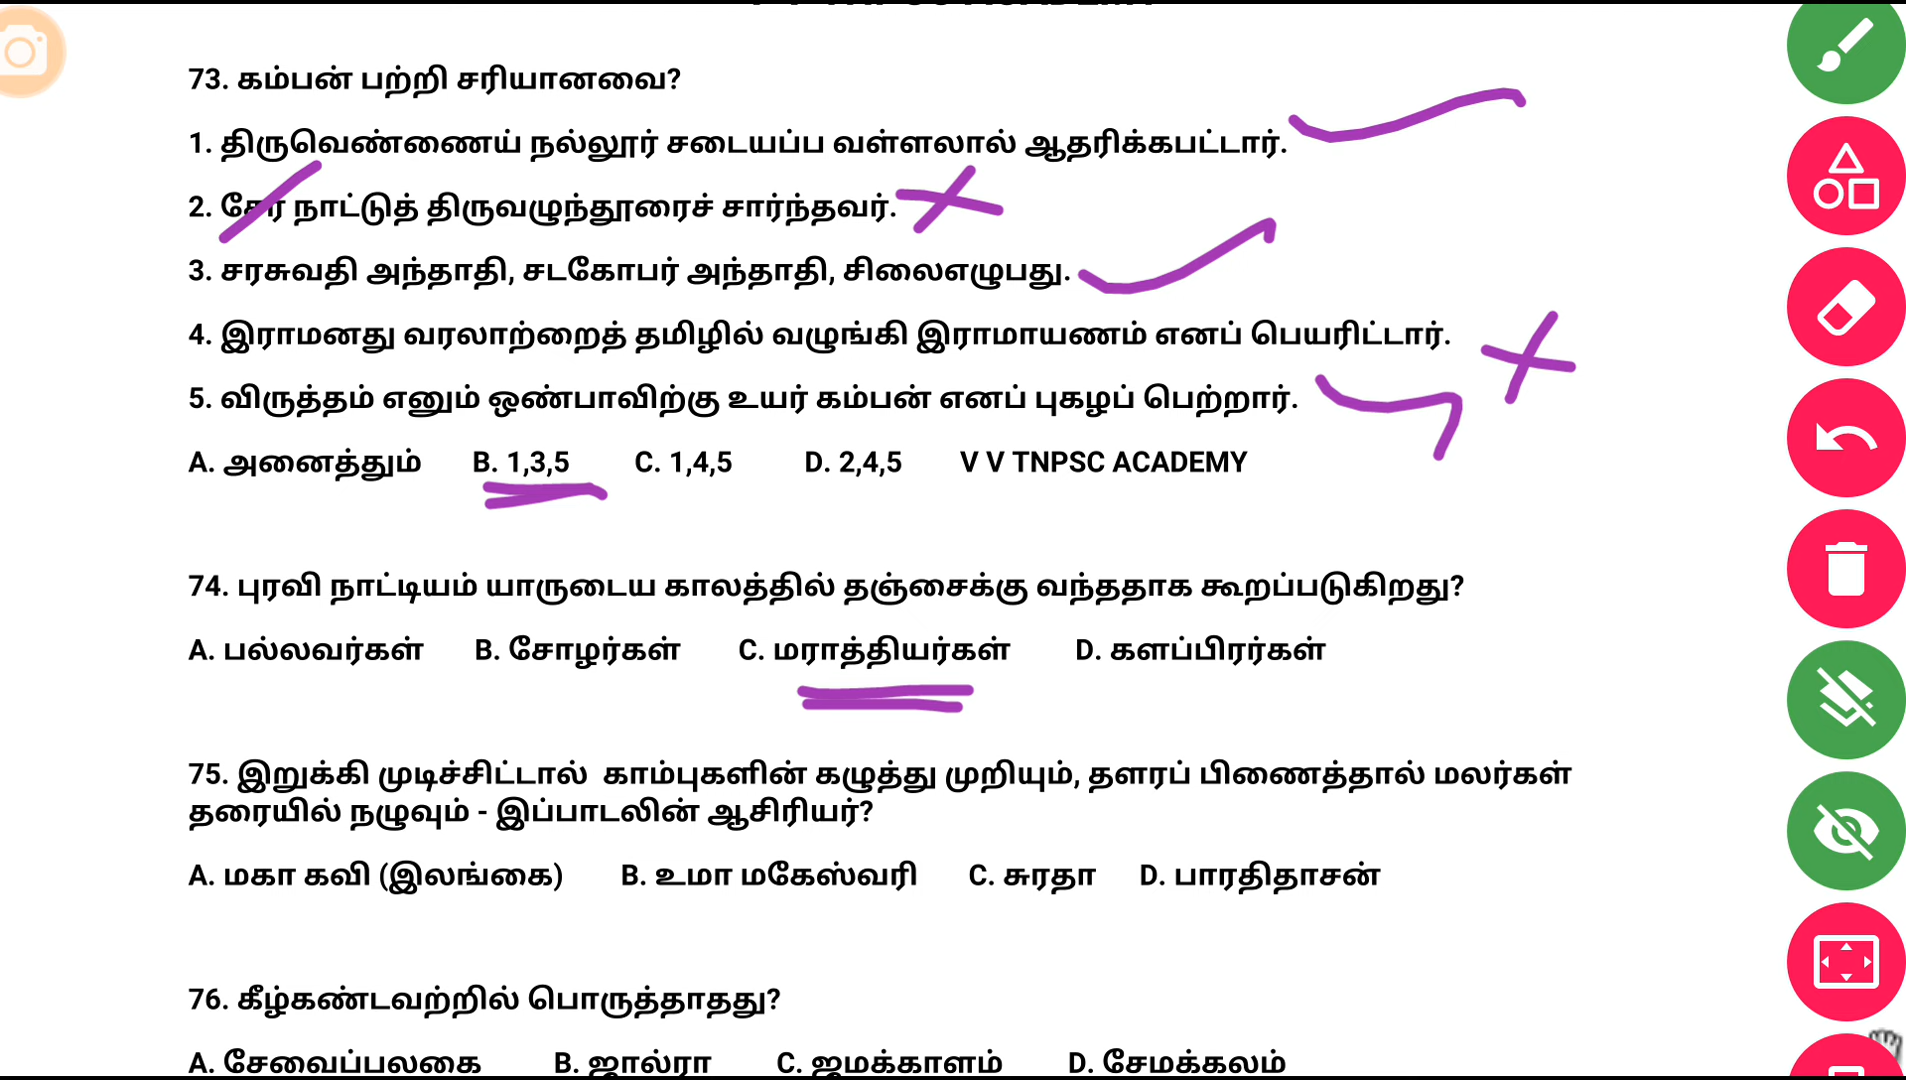 73. கம்பன் பற்றி சரியானவை?
1. திருவெண்ணைய் நல்லூர் சடையப்ப வள்ளலால் ஆதரிக்கபட்டார்.
2. சேர நாட்டுத் திருவழுந்தூரைச் சார்ந்தவர்.
3. சரசுவதி அந்தாதி, சடகோபர் அந்தாதி, சிலைஎழுபது.
4. இராமனது வரலாற்றைத் தமிழில் வழுங்கி இராமாயணம் எனப் பெயரிட்டார்.
5. விருத்தம் எனும் ஒண்பாவிற்கு உயர் கம்பன் எனப் புகழப் பெற்றார்.
A. அனைத்தும் B. 1,3,5 C. 1,4,5 D. 2,4,5 V V TNPSC ACADEMY
74. புரவி நாட்டியம் யாருடைய காலத்தில் தஞ்சைக்கு வந்ததாக கூறப்படுகிறது?
A. பல்லவர்கள் B. சோழர்கள் C. மராத்தியர்கள் D. களப்பிரர்கள்
75. இறுக்கி முடிச்சிட்டால் காம்புகளின் கழுத்து முறியும், தளரப் பிணைத்தால் மலர்கள்
தரையில் நழுவும் - இப்பாடலின் ஆசிரியர்?
A. மகா கவி (இலங்கை) B. உமா மகேஸ்வரி C. சுரதா D. பாரதிதாசன்
76. கீழ்கண்டவற்றில் பொருத்தாதது?
A. சேவைப்பலகை B. ஜால்ரா C. ஜமக்காளம் D. சேமக்கலம்